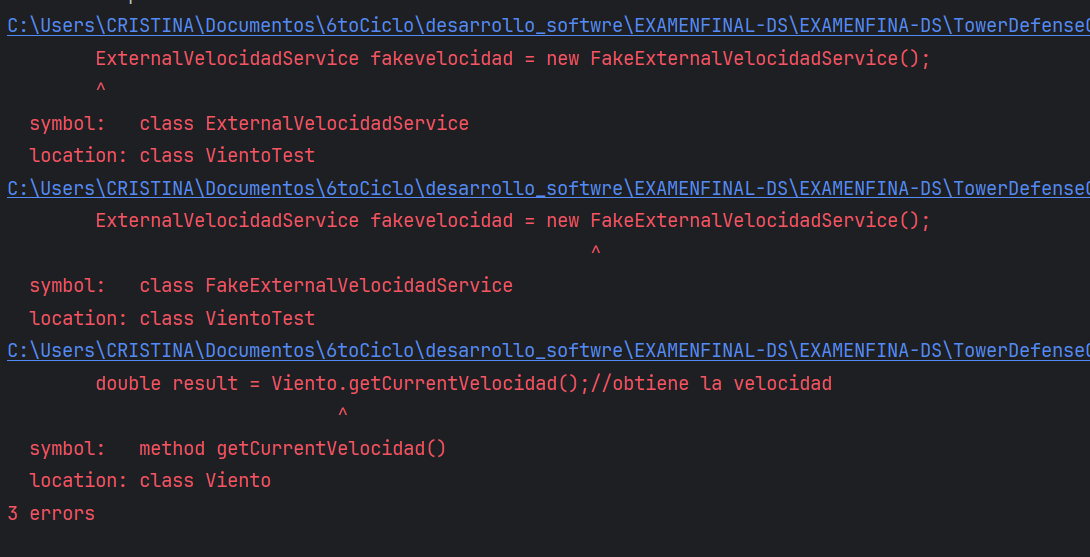 C:\Users\CRISTINA\Documentos\6toCiclo\desarrollo_softwre\EXAMENFINAL-DS\EXAMENFINA-DS\TowerDefense
ExternalVelocidadService fakevelocidad = new FakeExternalVelocidadService();
^
symbol: class ExternalVelocidadService
location: class VientoTest
C:\Users\CRISTINA\Documentos\6toCiclo\desarrollo_softwre\EXAMENFINAL-DS\EXAMENFINA-DS\TowerDefense
ExternalVelocidadService fakevelocidad = new FakeExternalVelocidadService();
^
symbol: class FakeExternalVelocidadService
location: class VientoTest
C:\Users\CRISTINA\Documentos\6toCiclo\desarrollo_softwre\EXAMENFINAL-DS\EXAMENFINA-DS\TowerDefense
double result = Viento.getCurrentVelocidad();//obtiene la velocidad
^
symbol: method getCurrentVelocidad()
location: class Viento
3 errors